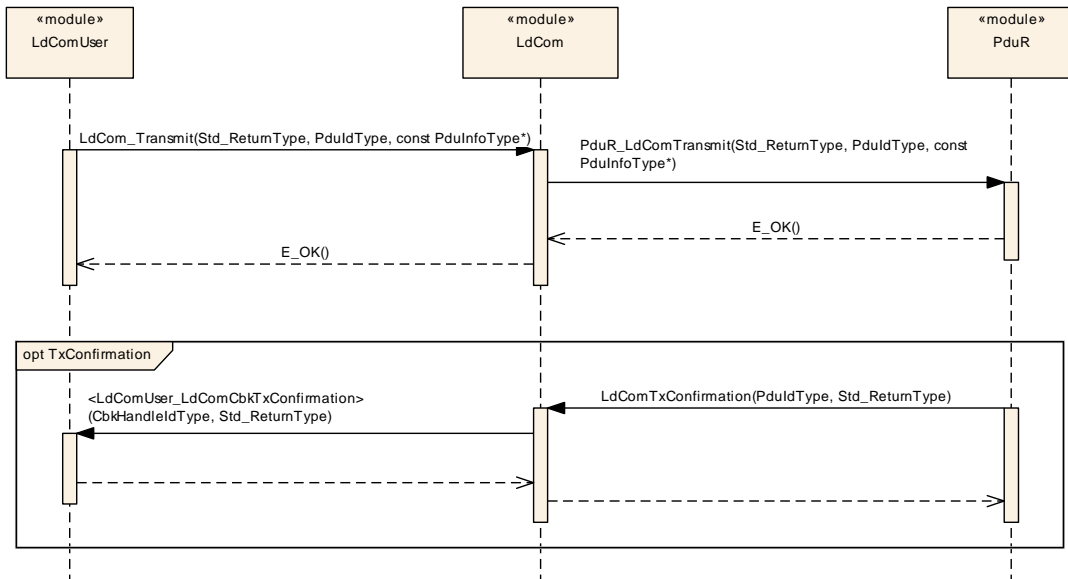 «module»
LdComUser
«module»
LdCom
«module»
PduR
LdCom_Transmit(Std_ReturnType, PduIdType, const PduInfoType*)
PduR_LdComTransmit(Std_ReturnType, PduIdType, const
PduInfoType*)
E_OK()
E_OK()
opt TxConfirmation
<LdComUser_LdComCbkTxConfirmation>
(CbkHandleIdType, Std_ReturnType)
LdComTxConfirmation(PduIdType, Std_ReturnType)